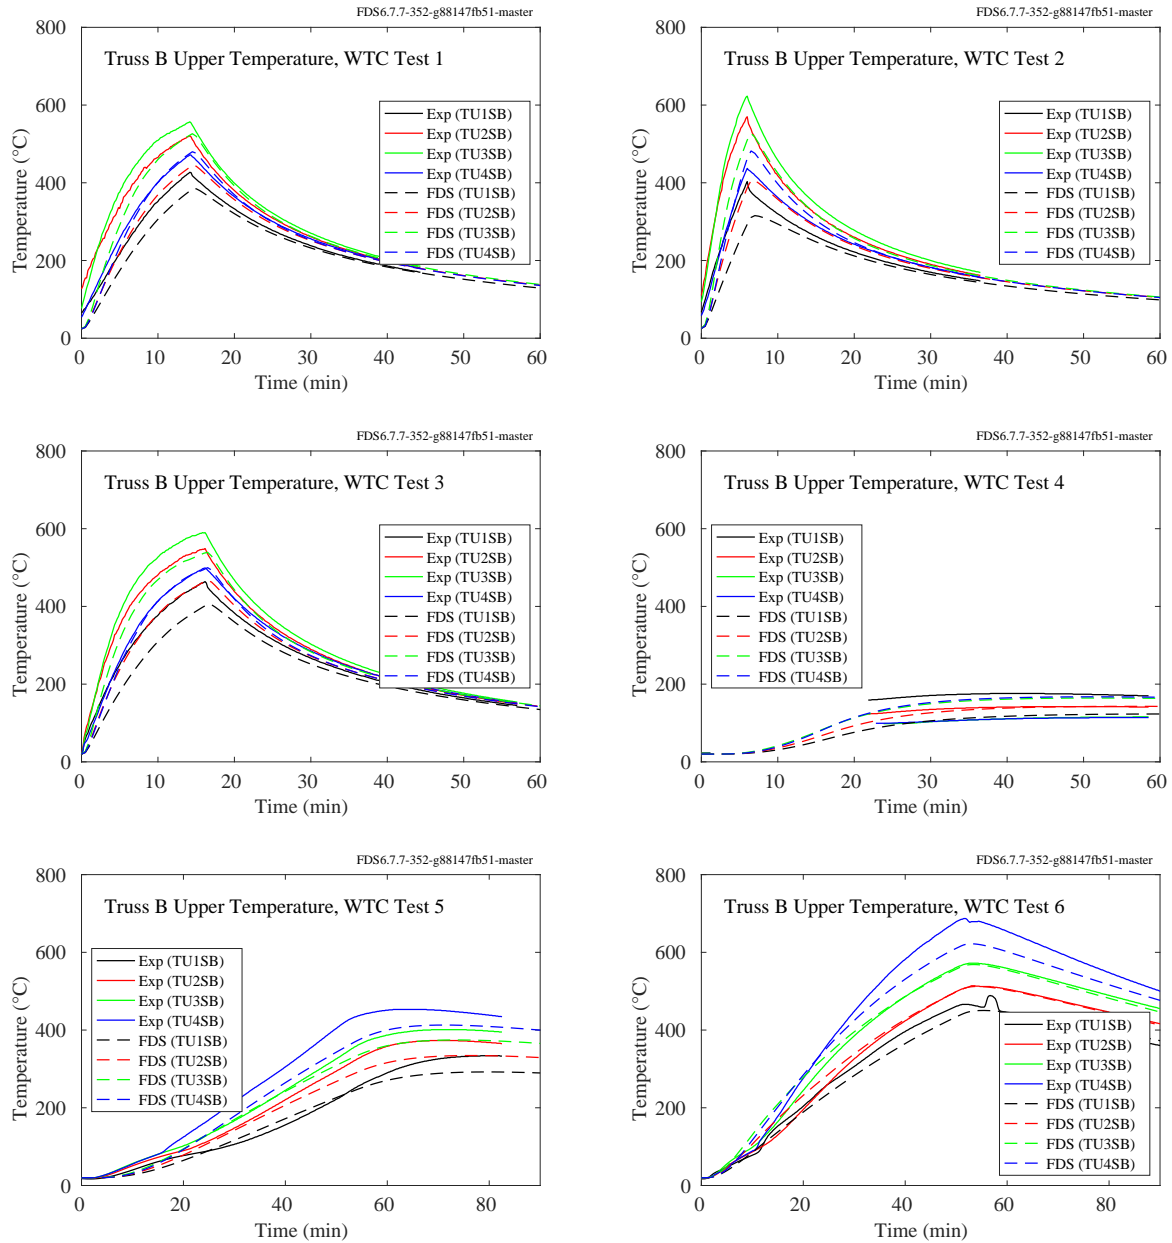 FDS6.7.7-352-g88147fb51-master
Truss B Upper Temperature, WTC Test 1
Temperature (°C)
800
600
400
200
0
Exp (TU1SB)
Exp (TU2SB)
Exp (TU3SB)
Exp (TU4SB)
FDS (TU1SB)
FDS (TU2SB)
FDS (TU3SB)
FDS (TU4SB)
0 10 20 30 40 50 60
Time (min)
FDS6.7.7-352-g88147fb51-master
Truss B Upper Temperature, WTC Test 2
Temperature (°C)
800
600
400
200
0
Exp (TU1SB)
Exp (TU2SB)
Exp (TU3SB)
Exp (TU4SB)
FDS (TU1SB)
FDS (TU2SB)
FDS (TU3SB)
FDS (TU4SB)
0 10 20 30 40 50 60
Time (min)
FDS6.7.7-352-g88147fb51-master
Truss B Upper Temperature, WTC Test 3
Temperature (°C)
800
600
400
200
0
Exp (TU1SB)
Exp (TU2SB)
Exp (TU3SB)
Exp (TU4SB)
FDS (TU1SB)
FDS (TU2SB)
FDS (TU3SB)
FDS (TU4SB)
0 10 20 30 40 50 60
Time (min)
FDS6.7.7-352-g88147fb51-master
Truss B Upper Temperature, WTC Test 4
Temperature (°C)
800
600
400
200
0
Exp (TU1SB)
Exp (TU2SB)
Exp (TU3SB)
Exp (TU4SB)
FDS (TU1SB)
FDS (TU2SB)
FDS (TU3SB)
FDS (TU4SB)
0 10 20 30 40 50 60
Time (min)
FDS6.7.7-352-g88147fb51-master
Truss B Upper Temperature, WTC Test 5
Temperature (°C)
800
600
400
200
0
Exp (TU1SB)
Exp (TU2SB)
Exp (TU3SB)
Exp (TU4SB)
FDS (TU1SB)
FDS (TU2SB)
FDS (TU3SB)
FDS (TU4SB)
0 20 40 60 80
Time (min)
FDS6.7.7-352-g88147fb51-master
Truss B Upper Temperature, WTC Test 6
Temperature (°C)
800
600
400
200
0
Exp (TU1SB)
Exp (TU2SB)
Exp (TU3SB)
Exp (TU4SB)
FDS (TU1SB)
FDS (TU2SB)
FDS (TU3SB)
FDS (TU4SB)
0 20 40 60 80
Time (min)